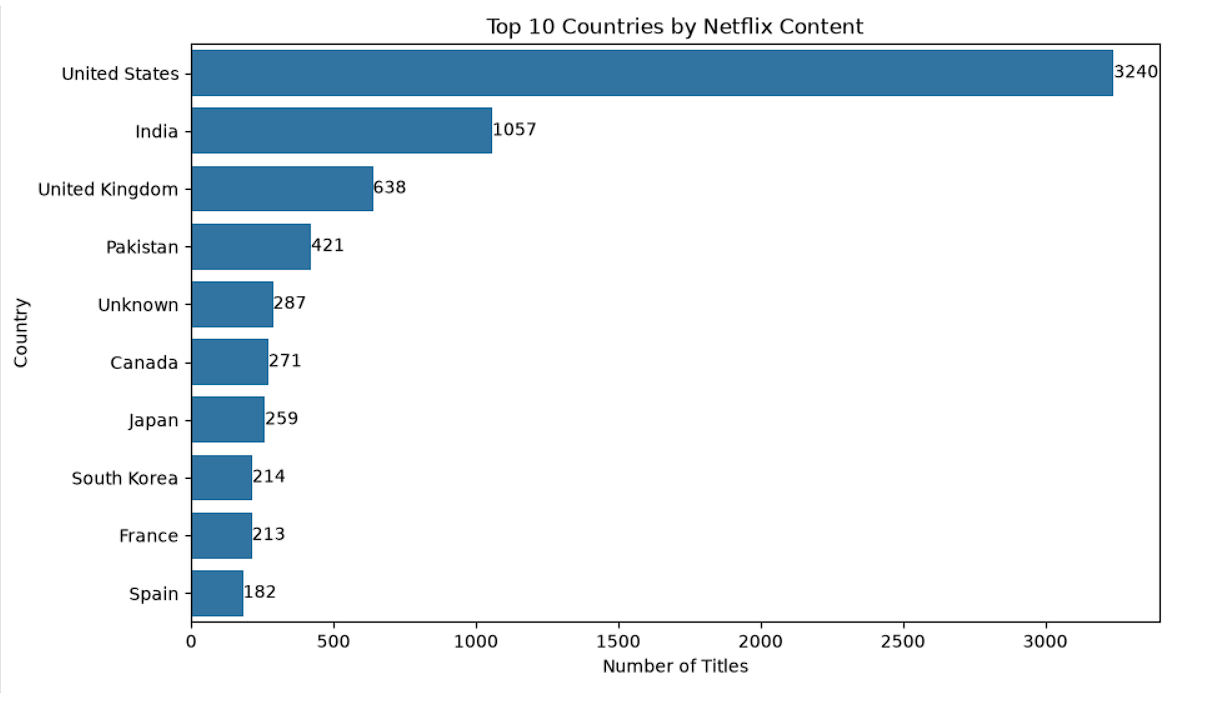 Top 10 Countries by Netflix Content
United States 3240
India 1057
United Kingdom 638
Pakistan 421
Unknown 287
Canada 271
Japan 259
South Korea 214
France 213
Spain 182
Country
0 500 1000 1500 2000 2500 3000
Number of Titles